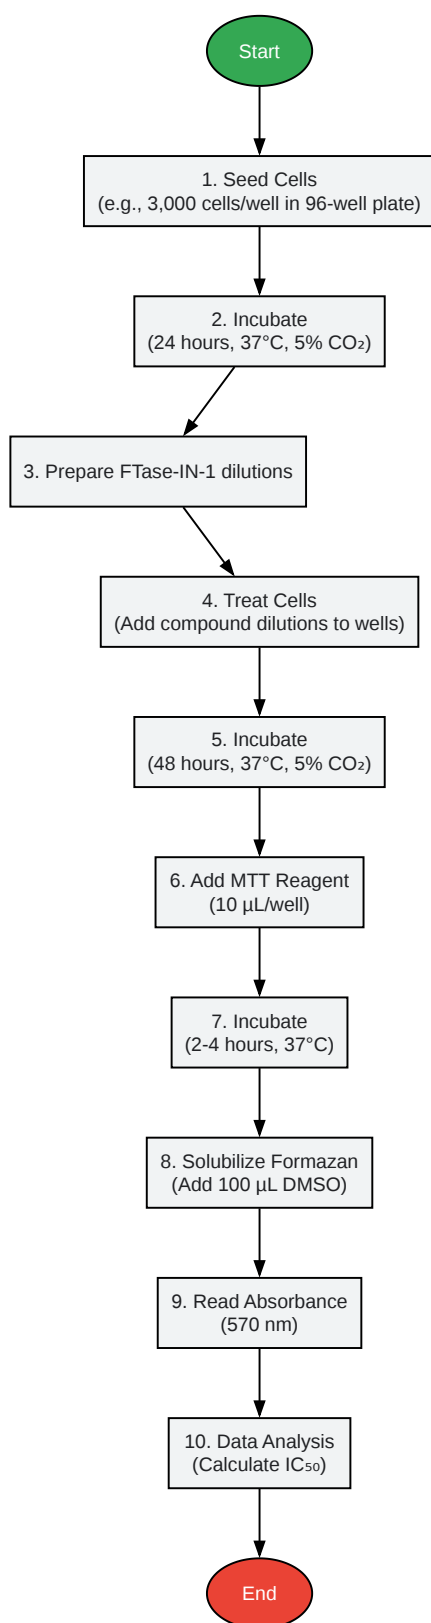 Start
1. Seed Cells
(e.g., 3,000 cells/well in 96-well plate)
2. Incubate
(24 hours, 37°C, 5% CO₂)
3. Prepare FTase-IN-1 dilutions
4. Treat Cells
(Add compound dilutions to wells)
5. Incubate
(48 hours, 37°C, 5% CO₂)
6. Add MTT Reagent
(10 µL/well)
7. Incubate
(2-4 hours, 37°C)
8. Solubilize Formazan
(Add 100 µL DMSO)
9. Read Absorbance
(570 nm)
10. Data Analysis
(Calculate IC₅₀)
End